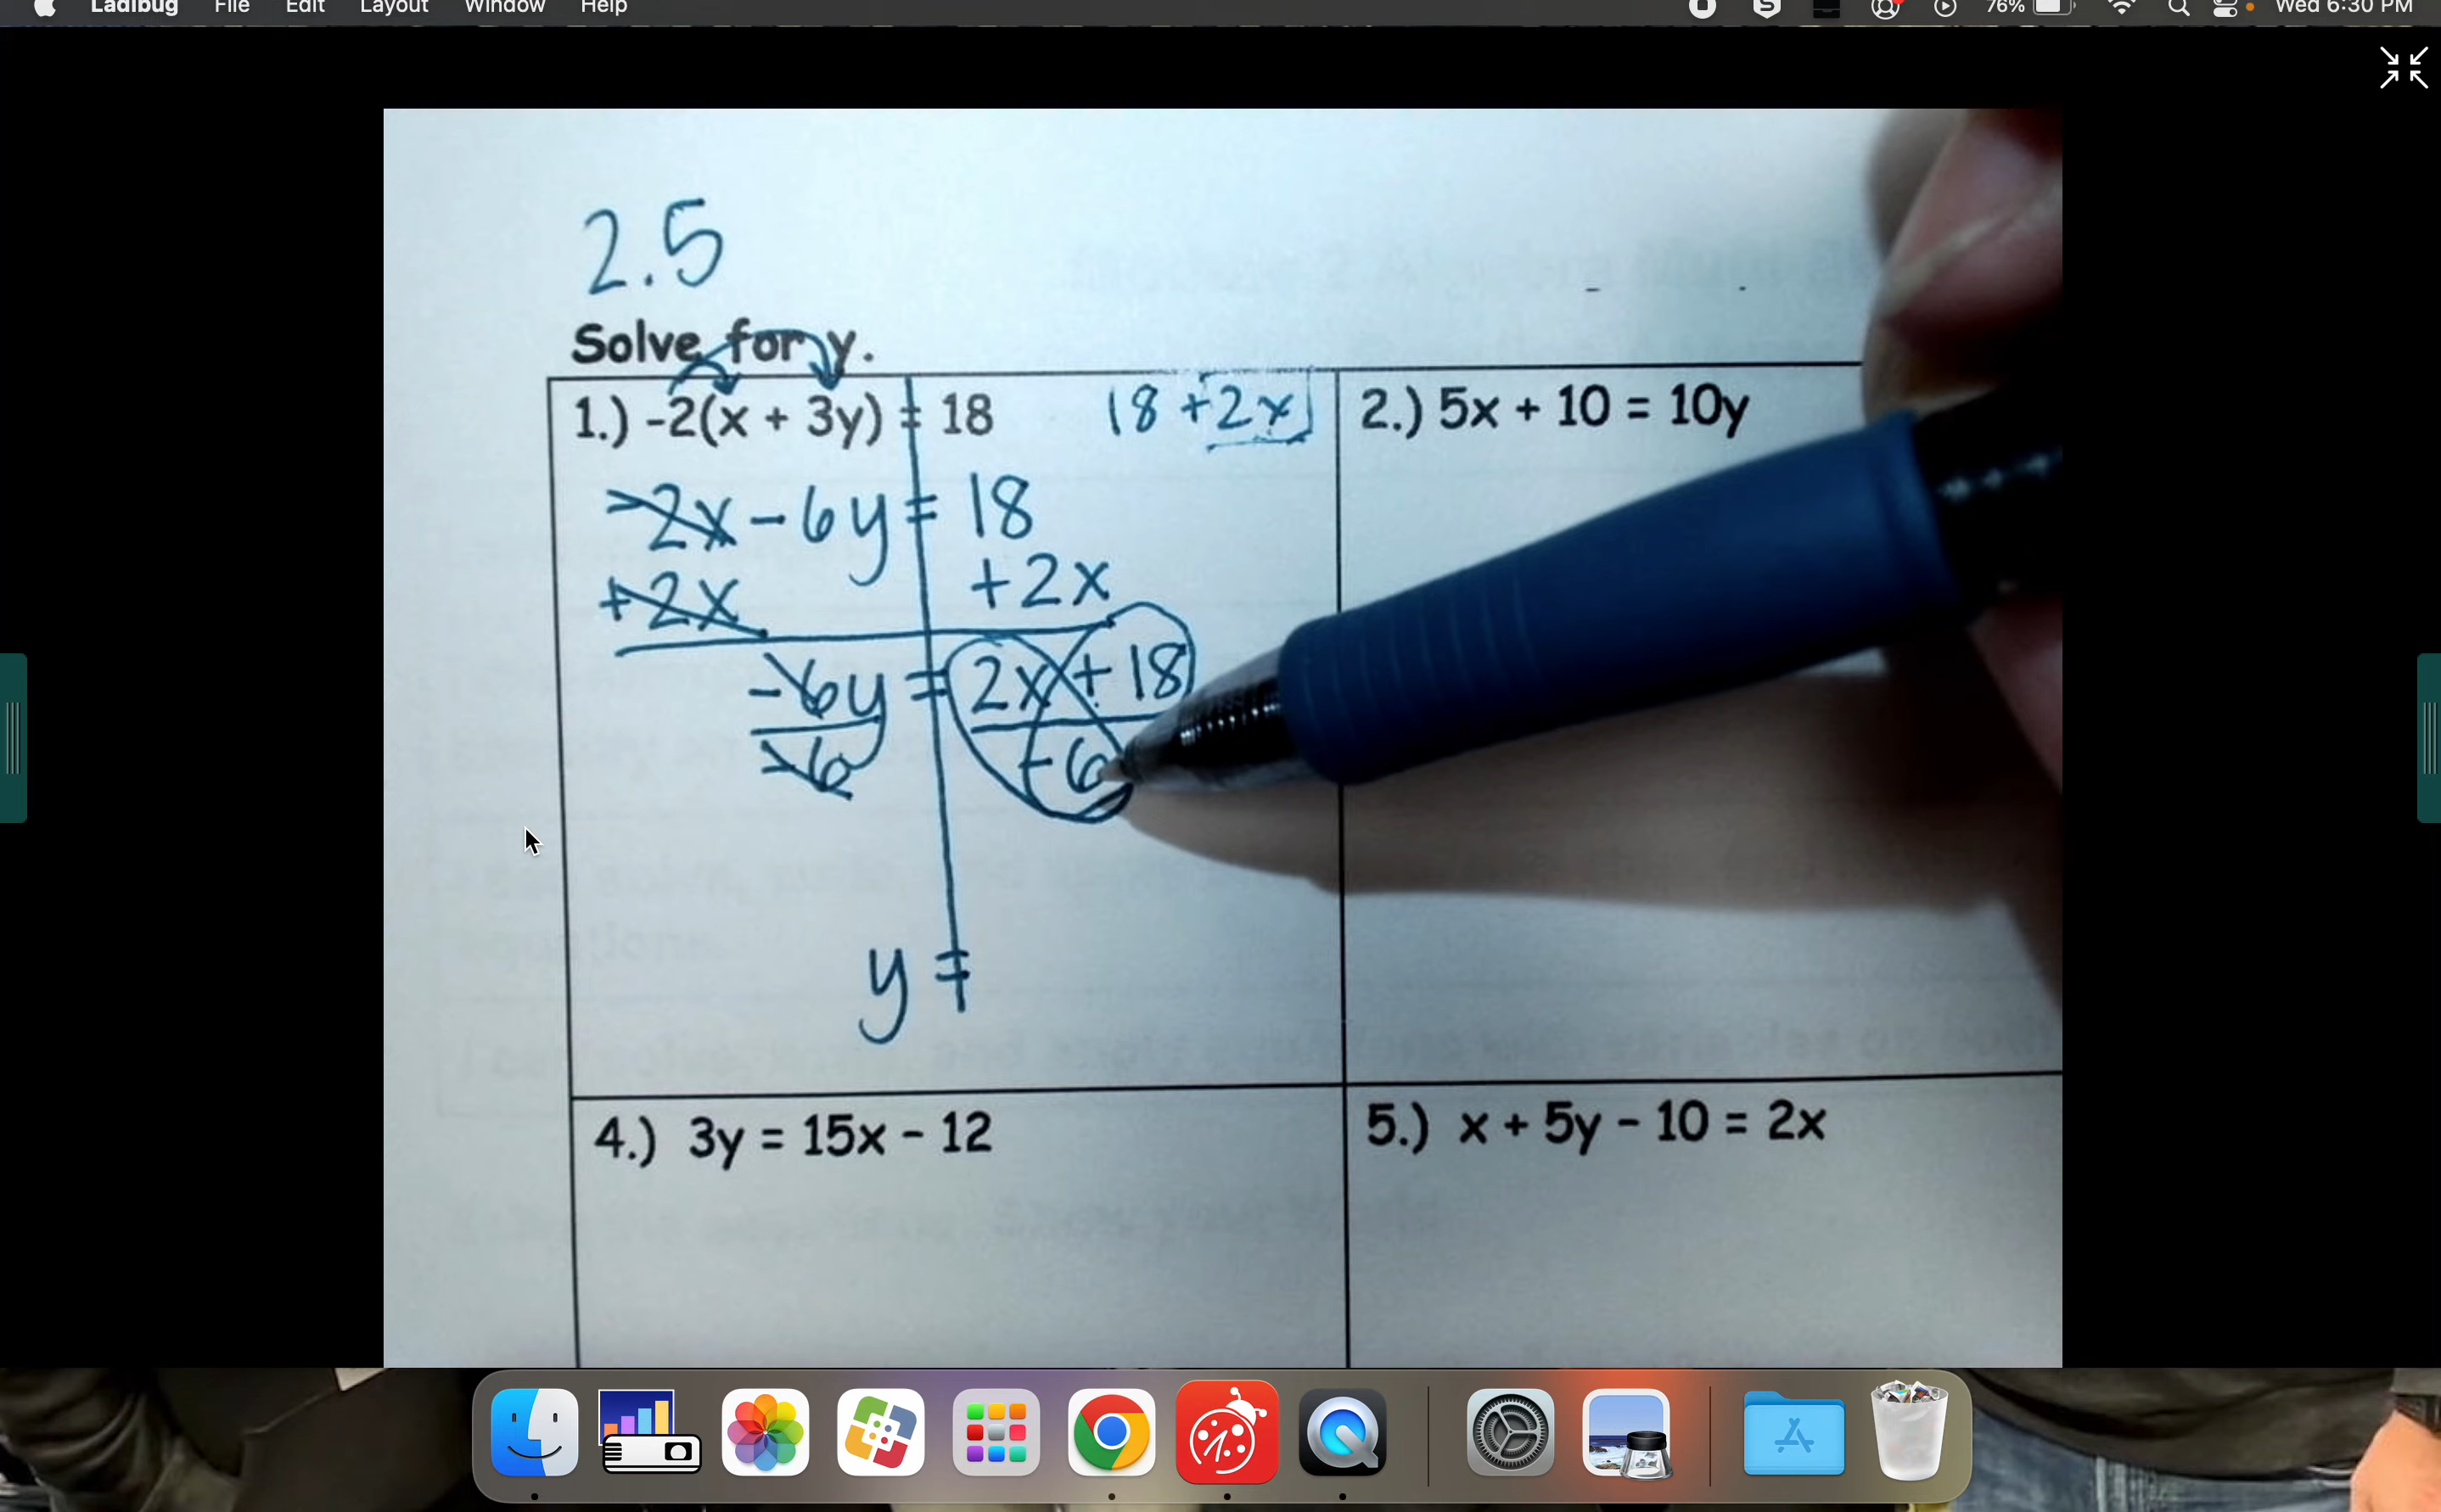 Ladibug File Edit Layout Window Help 76% Wed 6:30 PM
2.5
Solve for y.
1.) -2(x + 3y) = 18
18 + 2x
-2x - 6y = 18
+2x +2x
-6y = 2x + 18
-6 -6
y =
2.) 5x + 10 = 10y
4.) 3y = 15x - 12
5.) x + 5y - 10 = 2x